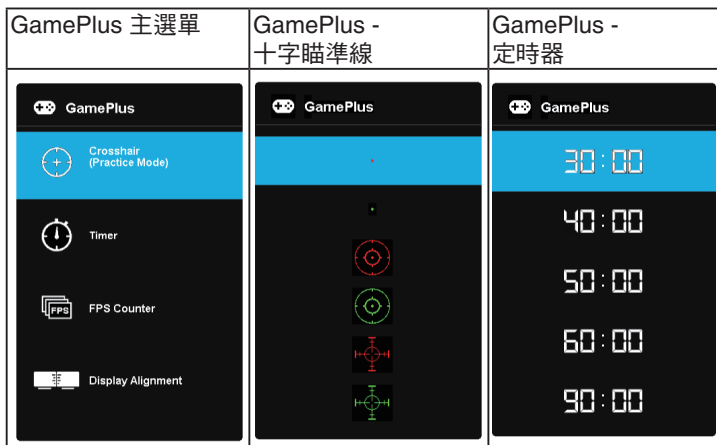 GamePlus 主選單
GamePlus -
十字瞄準線
GamePlus -
定時器
GamePlus
Crosshair
(Practice Mode)
Timer
FPS
FPS Counter
Display Alignment
GamePlus
GamePlus
30:00
40:00
50:00
60:00
90:00